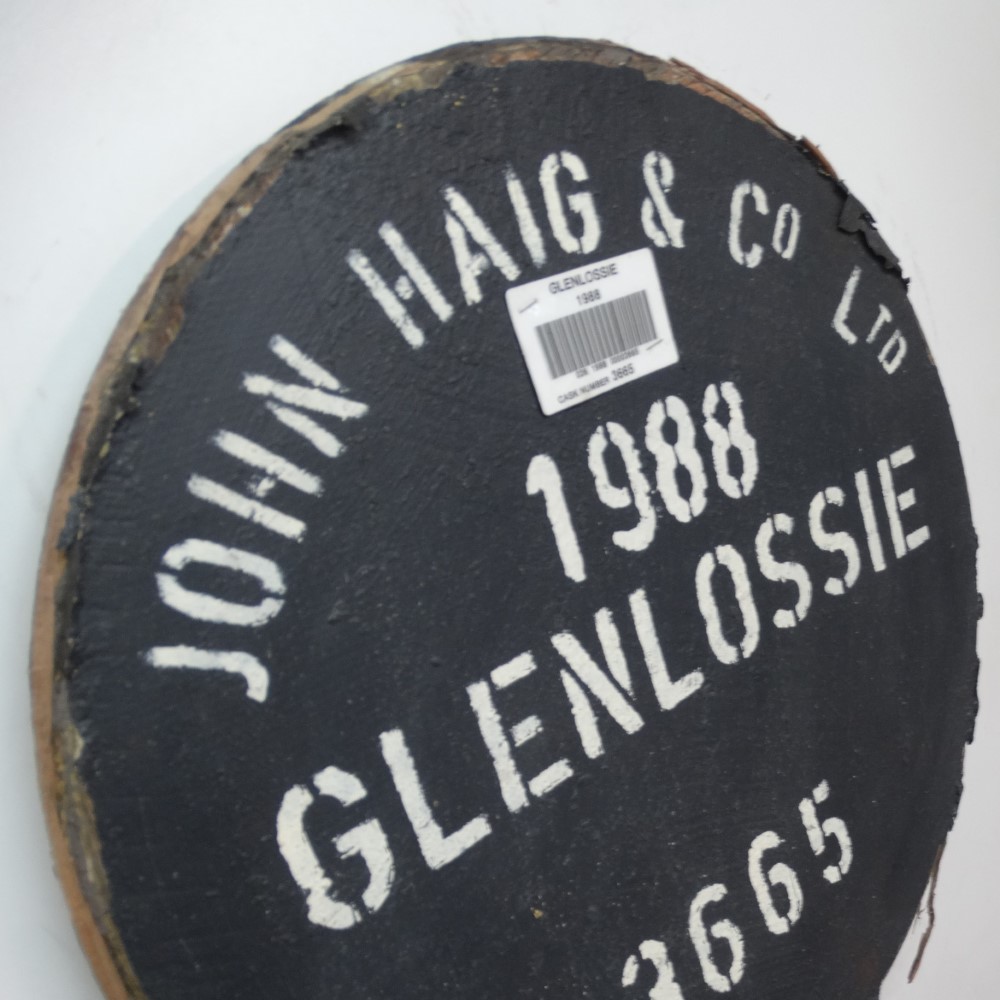 JOHN HAIG & Co LTD
GLENLOSSIE
1988
CASK NUMBER 3665
1988
GLENLOSSIE
3665